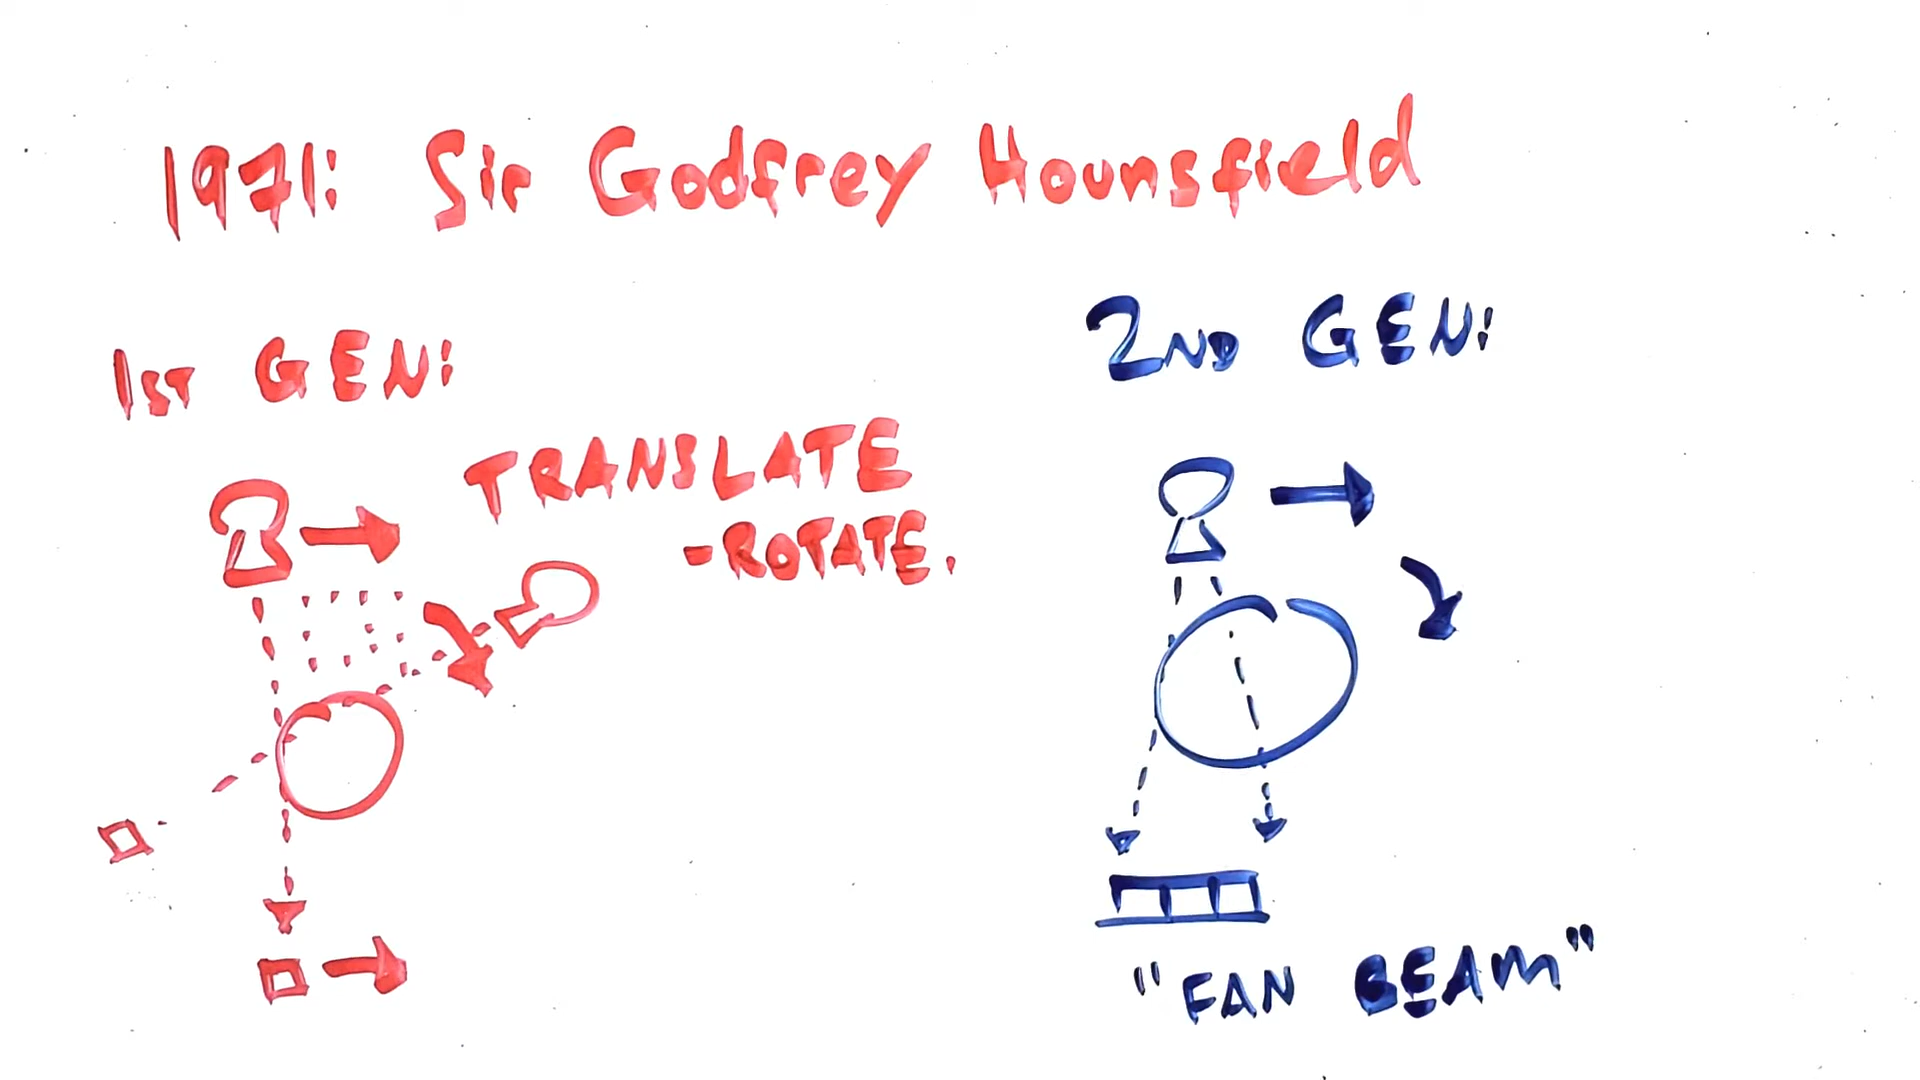 1971: Sir Godfrey Hounsfield
1ST GEN:
TRANSLATE
-ROTATE.
2ND GEN:
"FAN BEAM"